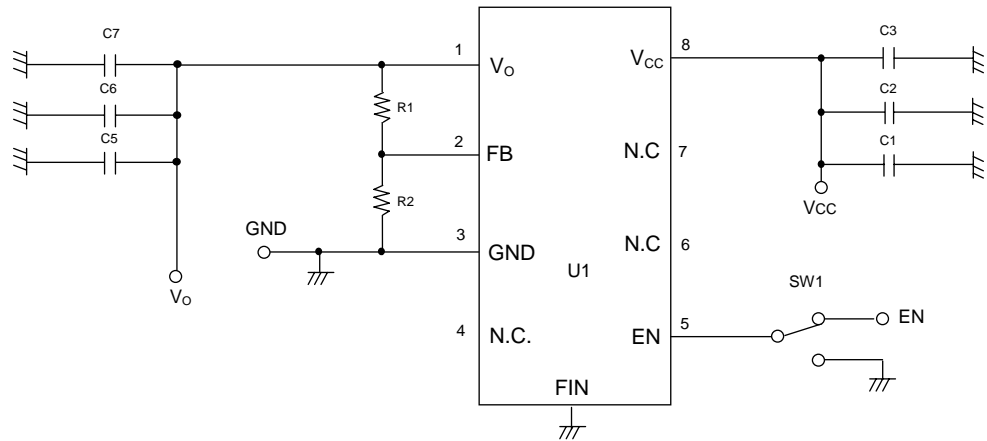 C7
C6
C5
Vo
GND
R1
R2
1
2
3
4
Vo
FB
GND
N.C.
U1
FIN
VCC
N.C
N.C
EN
8
7
6
5
C3
C2
C1
VCC
SW1
EN